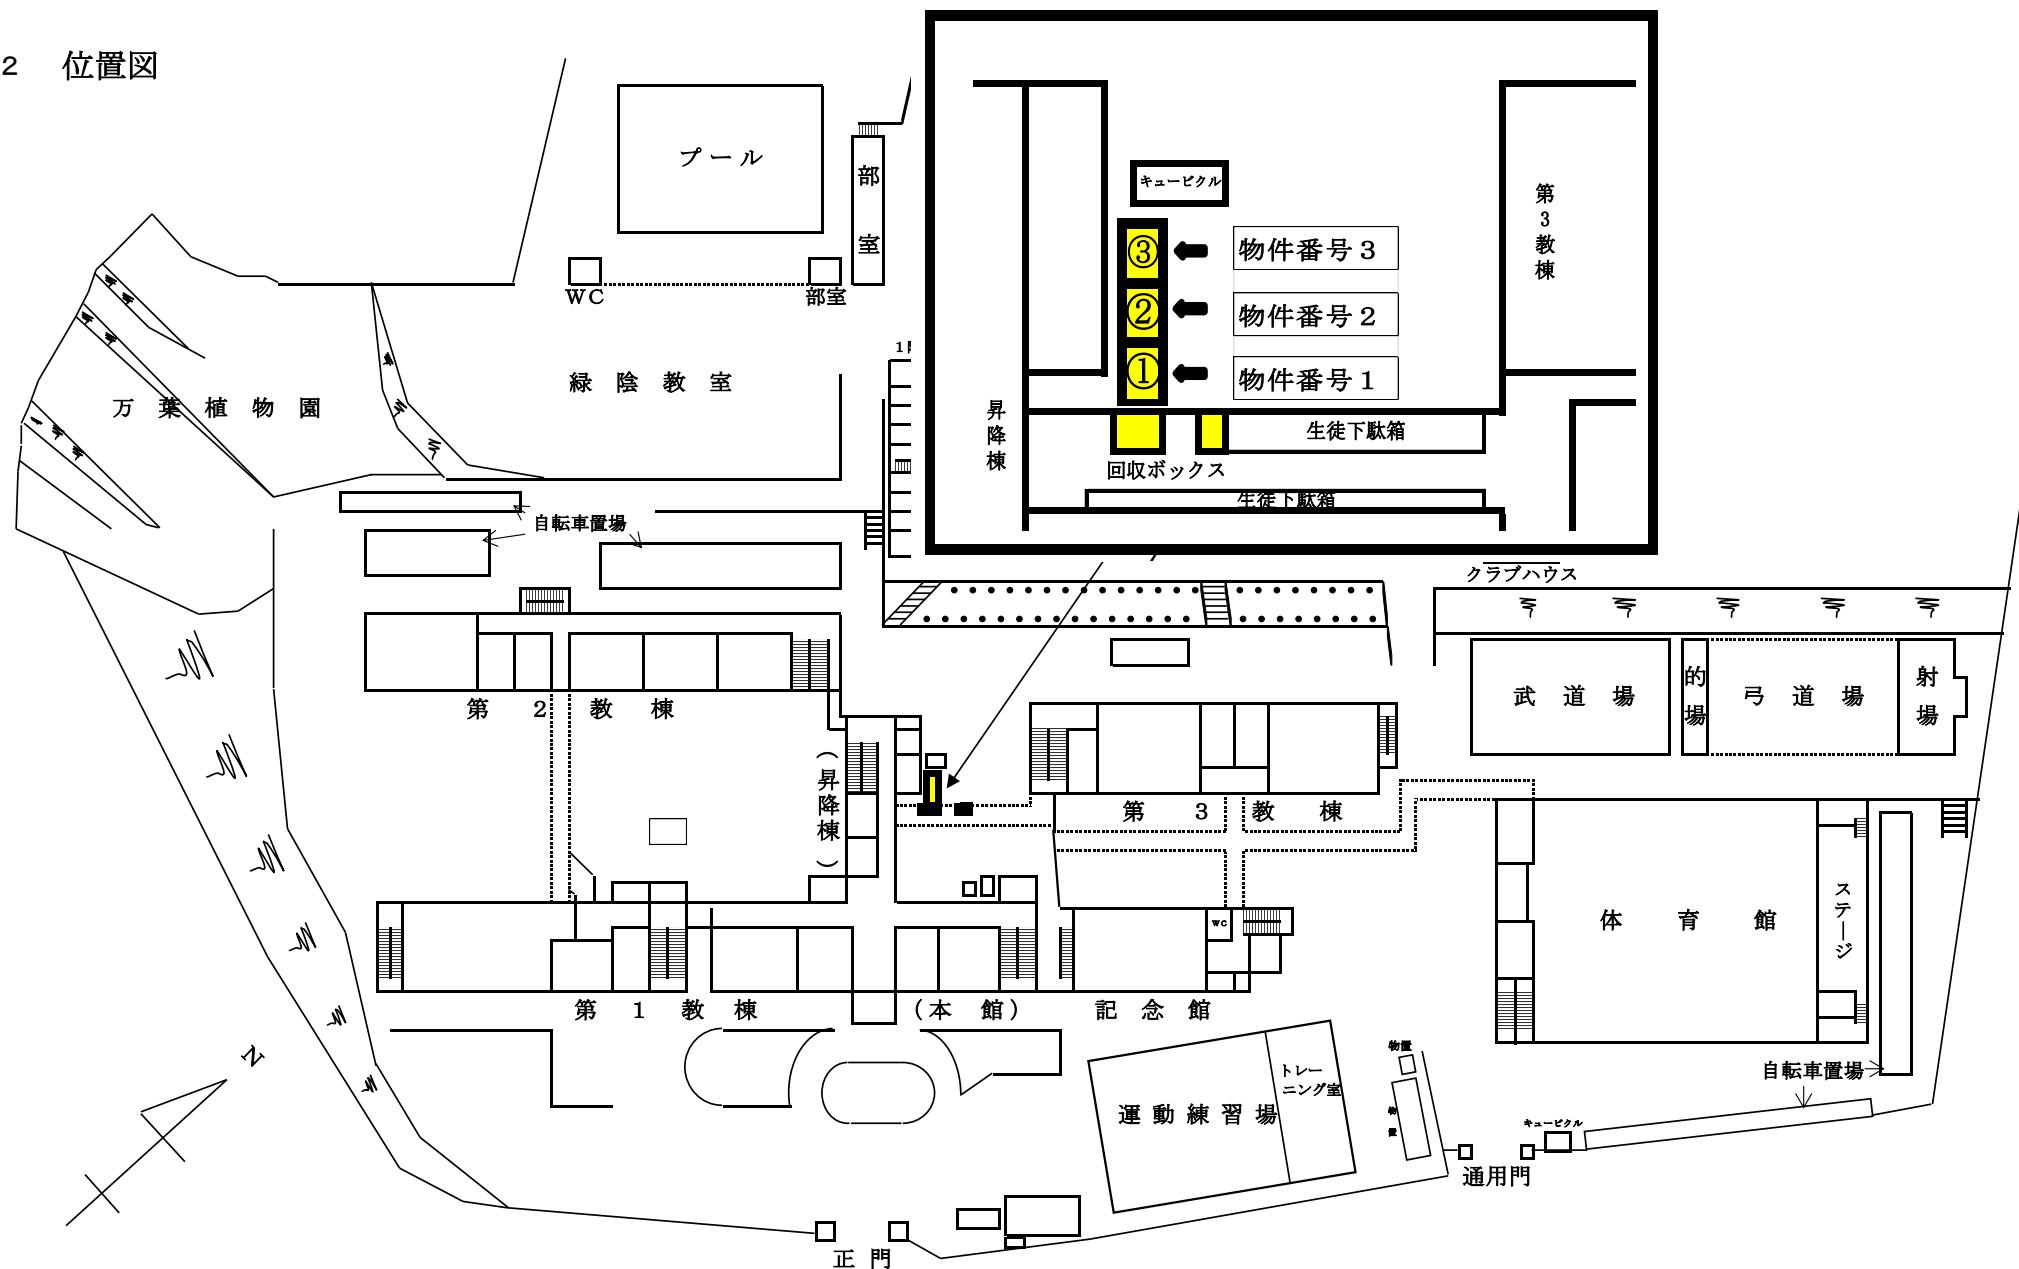 ２　位置図
プール
部室
WC
部室
緑陰教室
万葉植物園
自転車置場
キュービクル
③
物件番号３
②
物件番号２
①
物件番号１
第3教棟
昇降棟
生徒下駄箱
回収ボックス
生徒下駄箱
クラブハウス
武道場
的場
弓道場
射場
第２教棟
（昇降棟）
第３教棟
体育館
ステージ
WC
第１教棟
（本館）
記念館
N
運動練習場
トレー
ニング室
物置
物置
自転車置場
キュービクル
通用門
正門